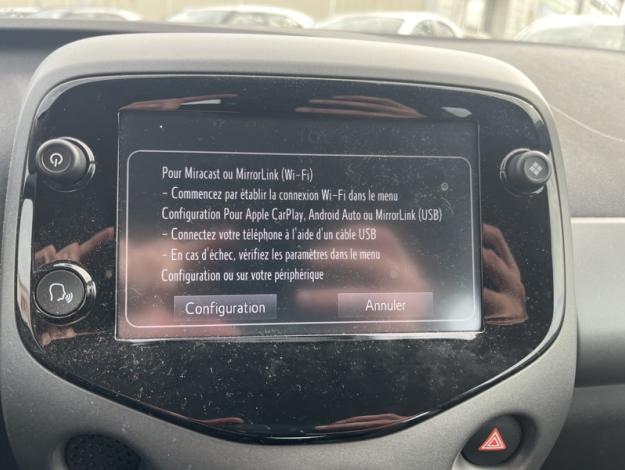 Pour Miracast ou MirrorLink (Wi-Fi)
- Commencez par établir la connexion Wi-Fi dans le menu
Configuration Pour Apple CarPlay, Android Auto ou MirrorLink (USB)
- Connectez votre téléphone à l'aide d'un câble USB
- En cas d'échec, vérifiez les paramètres dans le menu
Configuration ou sur votre périphérique
Configuration Annuler